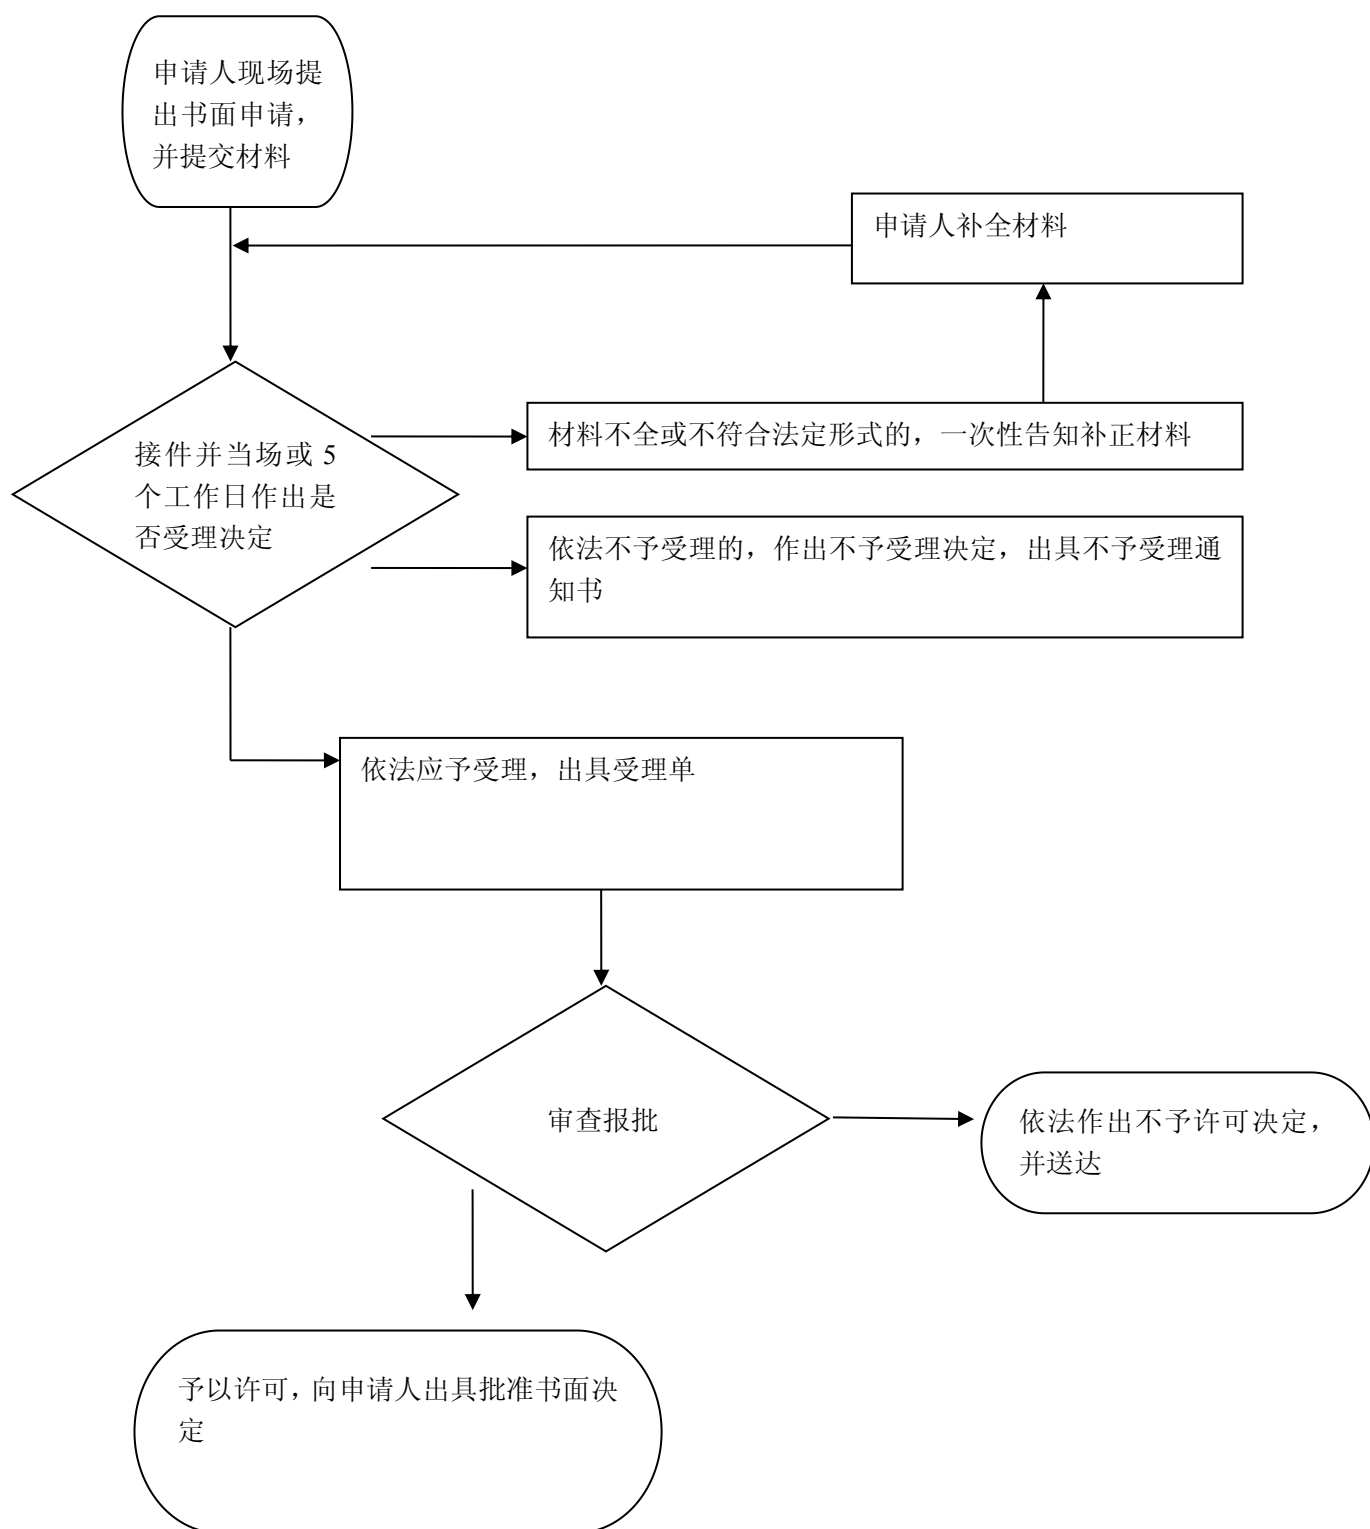 申请人现场提
出书面申请，
并提交材料
申请人补全材料
材料不全或不符合法定形式的，一次性告知补正材料
接件并当场或 5
个工作日作出是
否受理决定
依法不予受理的，作出不予受理决定，出具不予受理通
知书
依法应予受理，出具受理单
审查报批
依法作出不予许可决定，
并送达
予以许可，向申请人出具批准书面决
定